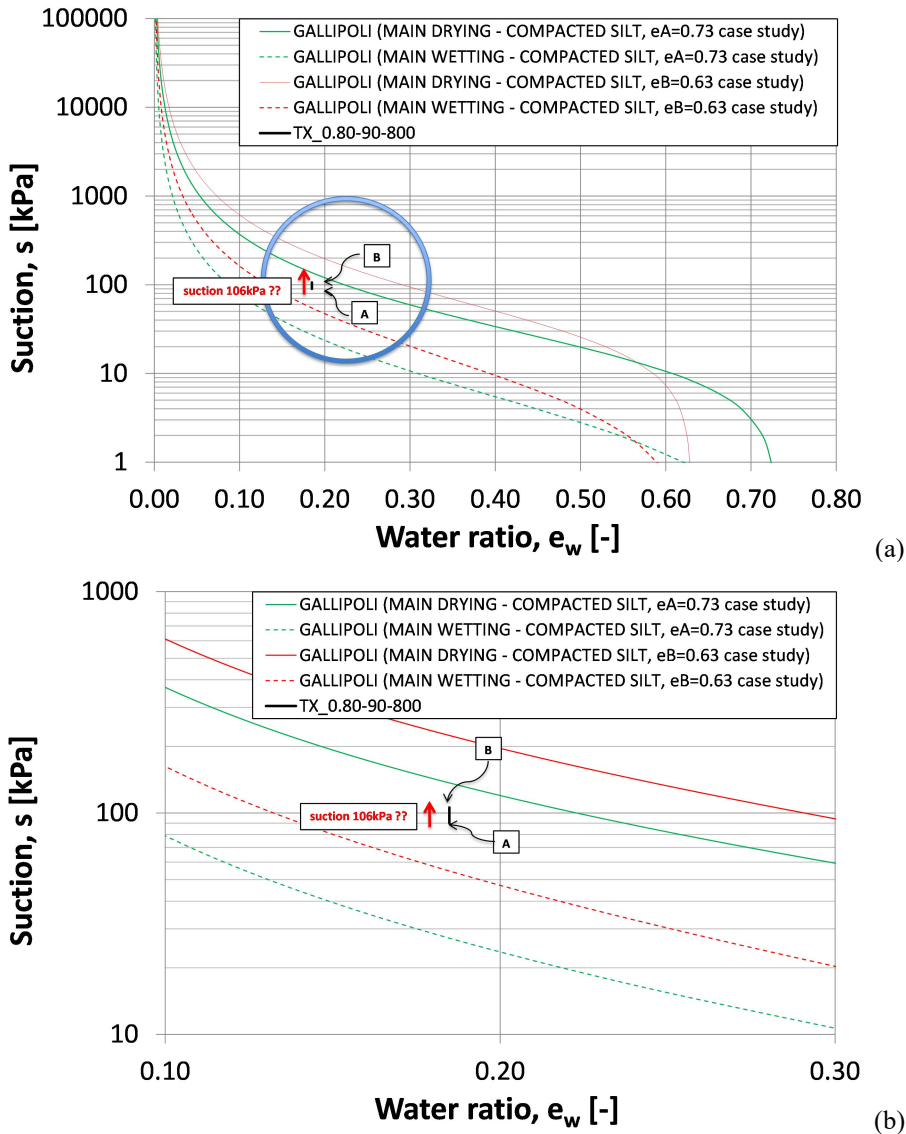 100000
10000
1000
100
10
1
Suction, s [kPa]
GALLIPOLI (MAIN DRYING - COMPACTED SILT, eA=0.73 case study)
GALLIPOLI (MAIN WETTING - COMPACTED SILT, eA=0.73 case study)
GALLIPOLI (MAIN DRYING - COMPACTED SILT, eB=0.63 case study)
GALLIPOLI (MAIN WETTING - COMPACTED SILT, eB=0.63 case study)
TX_0.80-90-800
B
suction 106kPa ??
A
0.00 0.10 0.20 0.30 0.40 0.50 0.60 0.70 0.80
Water ratio, ew [-]
(a)
1000
100
10
Suction, s [kPa]
GALLIPOLI (MAIN DRYING - COMPACTED SILT, eA=0.73 case study)
GALLIPOLI (MAIN WETTING - COMPACTED SILT, eA=0.73 case study)
GALLIPOLI (MAIN DRYING - COMPACTED SILT, eB=0.63 case study)
GALLIPOLI (MAIN WETTING - COMPACTED SILT, eB=0.63 case study)
TX_0.80-90-800
B
suction 106kPa ??
A
0.10 0.20 0.30
Water ratio, ew [-]
(b)